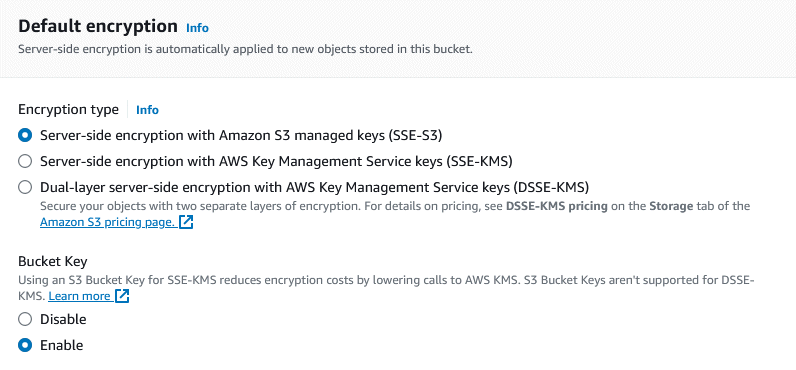 Default encryption Info
Server-side encryption is automatically applied to new objects stored in this bucket.
Encryption type Info
Server-side encryption with Amazon S3 managed keys (SSE-S3)
Server-side encryption with AWS Key Management Service keys (SSE-KMS)
Dual-layer server-side encryption with AWS Key Management Service keys (DSSE-KMS)
Secure your objects with two separate layers of encryption. For details on pricing, see DSSE-KMS pricing on the Storage tab of the
Amazon S3 pricing page.
Bucket Key
Using an S3 Bucket Key for SSE-KMS reduces encryption costs by lowering calls to AWS KMS. S3 Bucket Keys aren't supported for DSSE-
KMS. Learn more
Disable
Enable